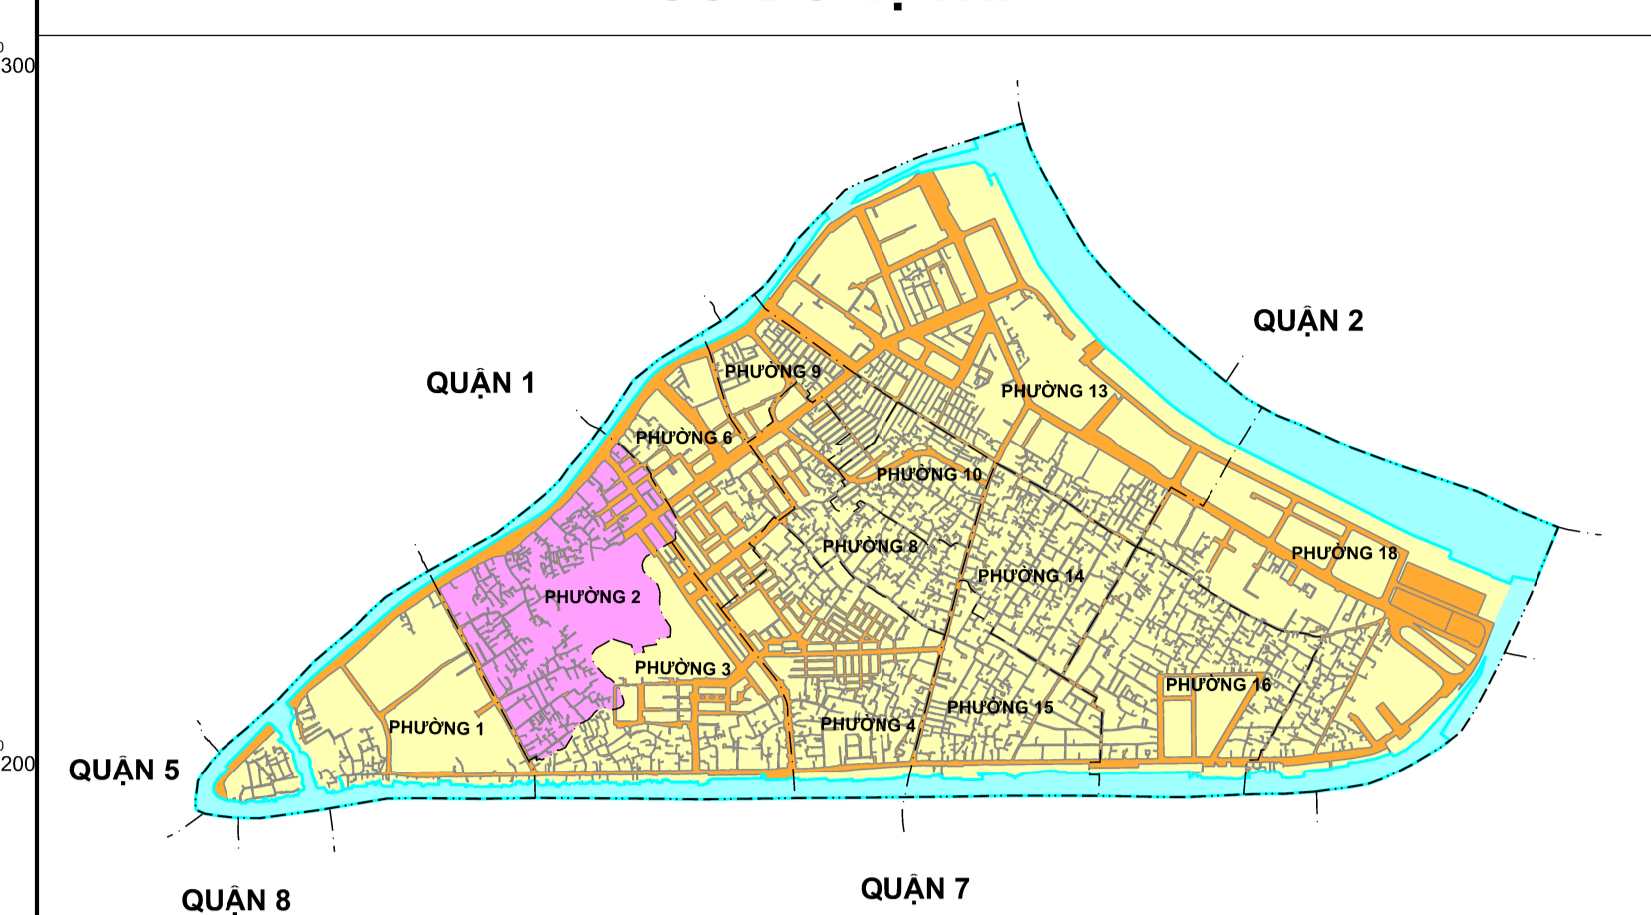 300
QUẬN 2
QUẬN 1
PHƯỜNG 9
PHƯỜNG 13
PHƯỜNG 6
PHƯỜNG 10
PHƯỜNG 8
PHƯỜNG 18
PHƯỜNG 14
PHƯỜNG 2
PHƯỜNG 3
PHƯỜNG 16
PHƯỜNG 15
PHƯỜNG 4
PHƯỜNG 1
200
QUẬN 5
QUẬN 7
QUẬN 8